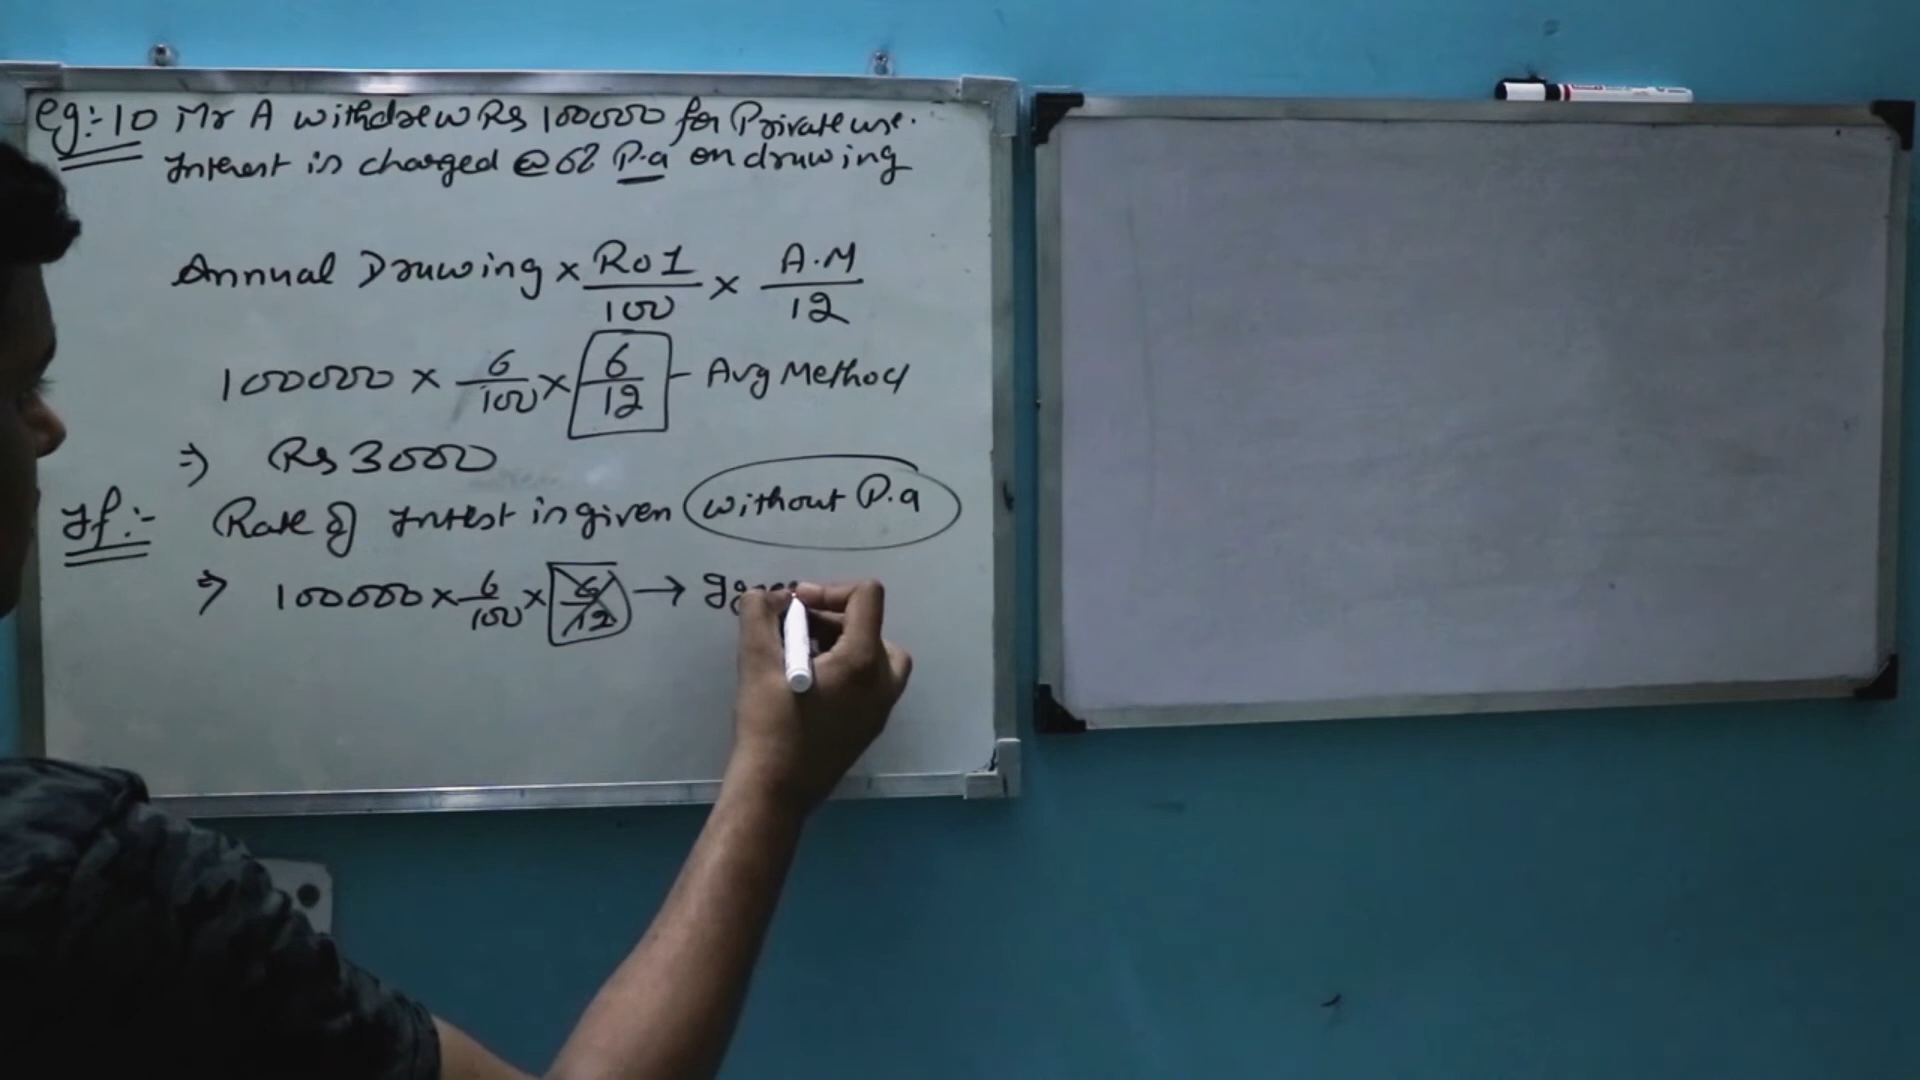 Eg:- 10 Mr A withdrew Rs 100000 for Private use.
Interest is charged @ 6% P.a on drawing
Annual Drawing × RoI/100 × A.M/12
100000 × 6/100 × 6/12 - Avg Method
⇒ Rs 3000
If:- Rate of Intrest is given without P.a
⇒ 100000 × 6/100 × 6/12 →